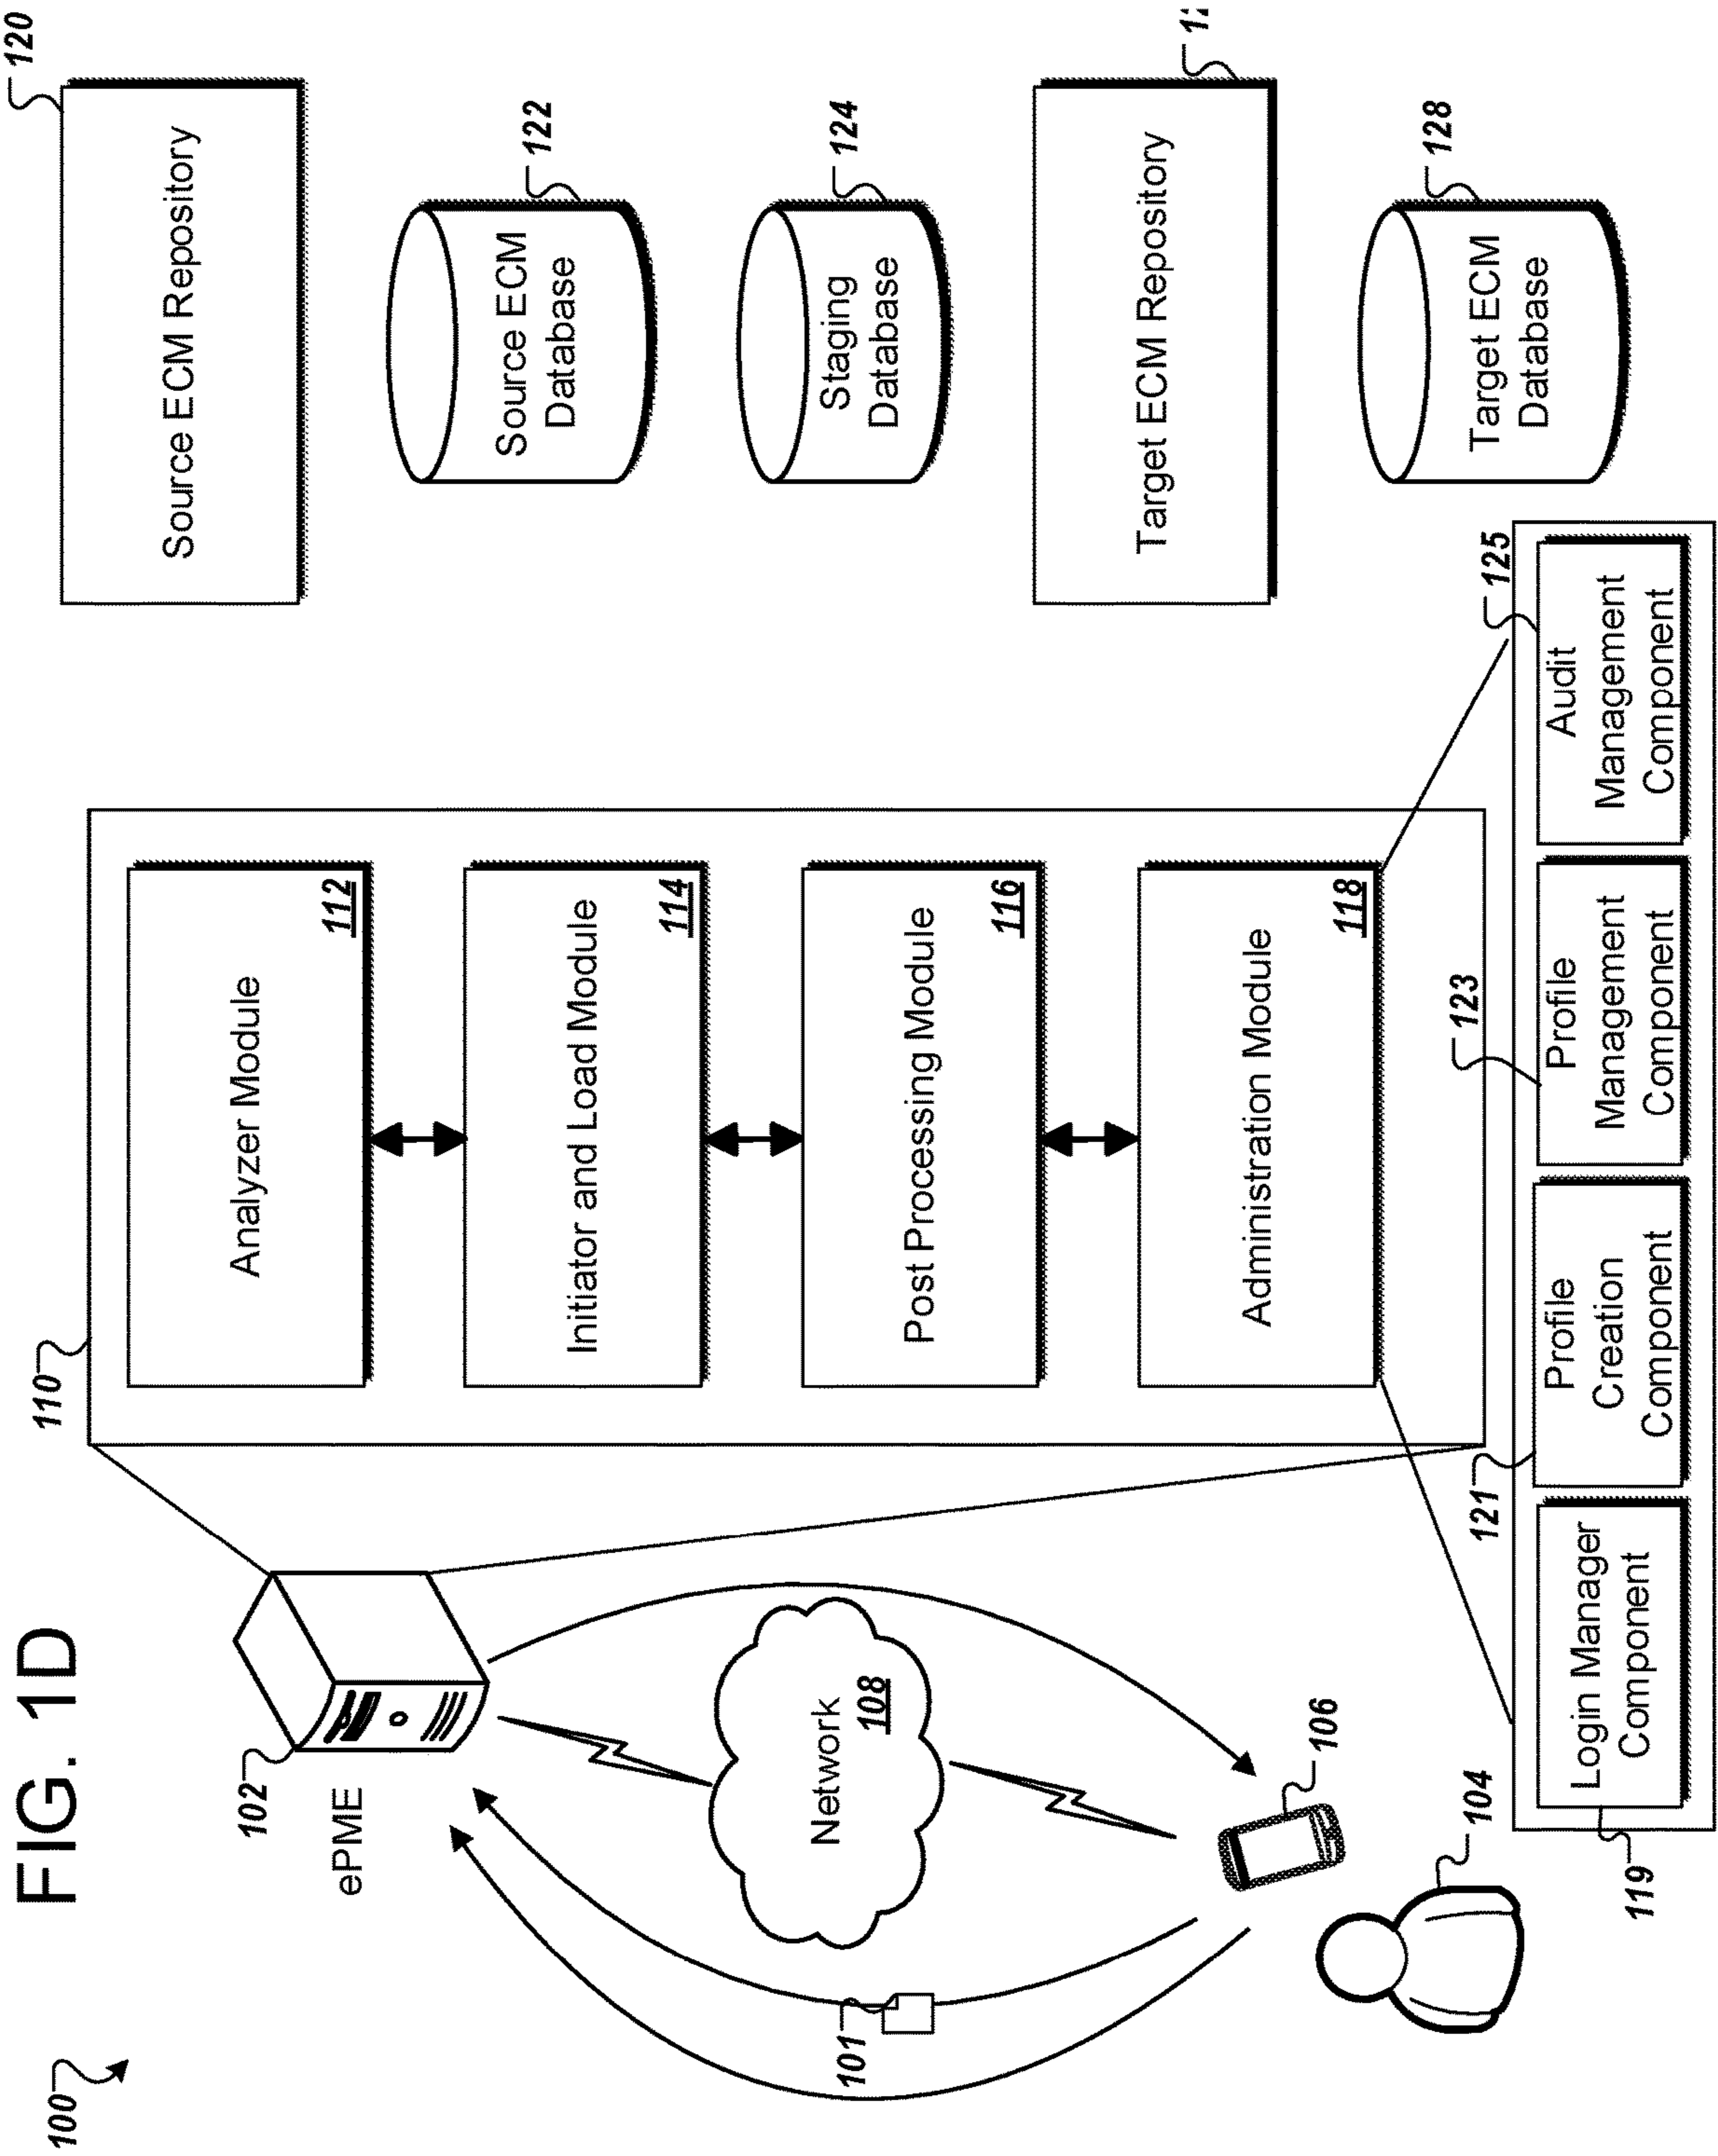 FIG. 1D
100
102
ePME
101
Network
108
106
104
110
Analyzer Module
112
Initiator and Load Module
114
Post Processing Module
116
Administration Module
118
120
Source ECM Repository
122
Source ECM
Database
124
Staging
Database
Target ECM Repository
128
Target ECM
Database
119
Login Manager
Component
121
Profile
Creation
Component
123
Profile
Management
Component
125
Audit
Management
Component